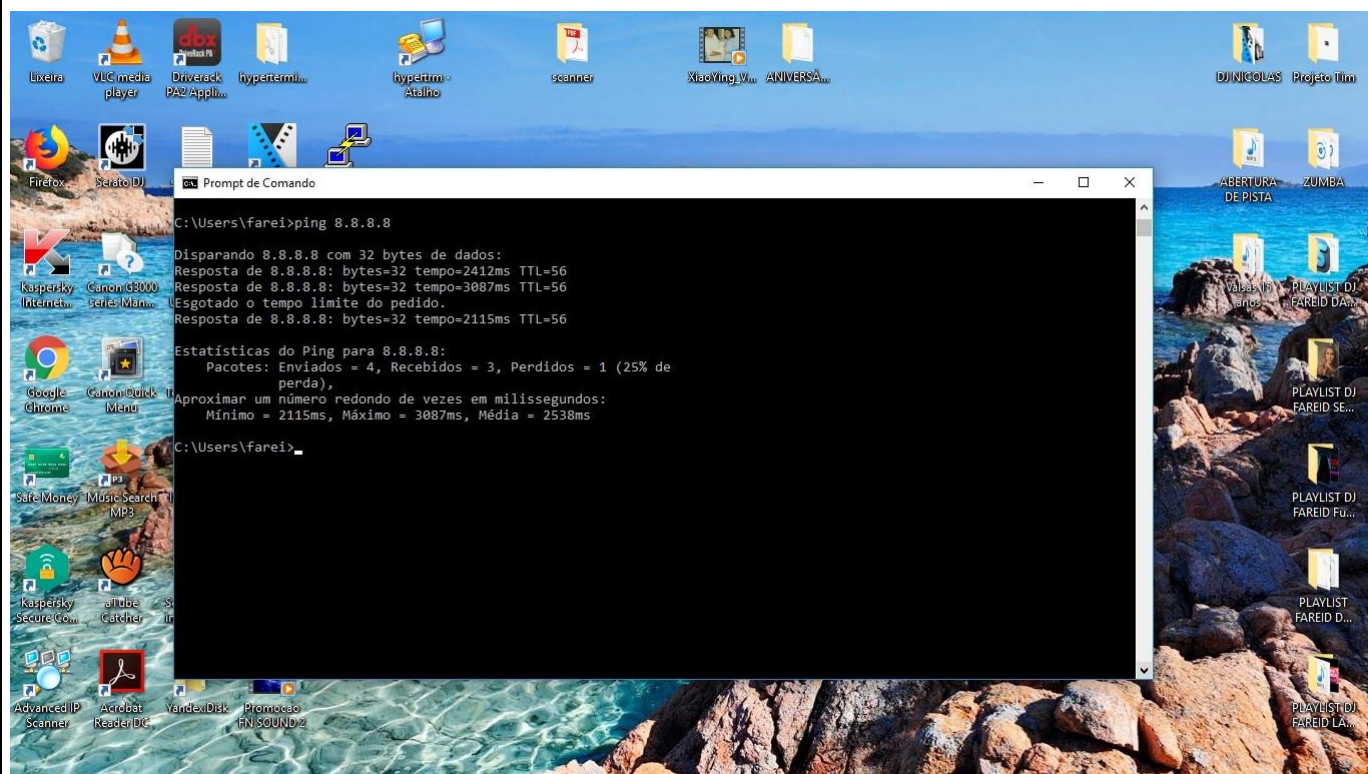 Lixeira
VLC media
player
dbx
DriveRack PA
Driverack
PA2 Appli...
hypertermi...
hypertrm -
Atalho
PDF
scanner
XiaoYing_V...
ANIVERSÃ...
DJ NICOLAS
Projeto Tim
Firefox
Serato DJ
ABERTURA
DE PISTA
ZUMBA
Prompt de Comando
C:\Users\farei>ping 8.8.8.8
Disparando 8.8.8.8 com 32 bytes de dados:
Resposta de 8.8.8.8: bytes=32 tempo=2412ms TTL=56
Resposta de 8.8.8.8: bytes=32 tempo=3087ms TTL=56
Esgotado o tempo limite do pedido.
Resposta de 8.8.8.8: bytes=32 tempo=2115ms TTL=56
Estatísticas do Ping para 8.8.8.8:
Pacotes: Enviados = 4, Recebidos = 3, Perdidos = 1 (25% de
perda),
Aproximar um número redondo de vezes em milissegundos:
Mínimo = 2115ms, Máximo = 3087ms, Média = 2538ms
C:\Users\farei>
Kaspersky
Internet...
Canon G3000
series Man...
Valsas 15
anos
PLAYLIST DJ
FAREID DA...
Google
Chrome
Canon Quick
Menu
PLAYLIST DJ
FAREID SE...
Safe Money
Music Search
MP3
PLAYLIST DJ
FAREID Fu...
Kaspersky
Secure Co...
aTube
Catcher
PLAYLIST
FAREID D...
Advanced IP
Scanner
Acrobat
Reader DC
Yandex.Disk
Promocao
FN SOUND 2
PLAYLIST DJ
FAREID LA...